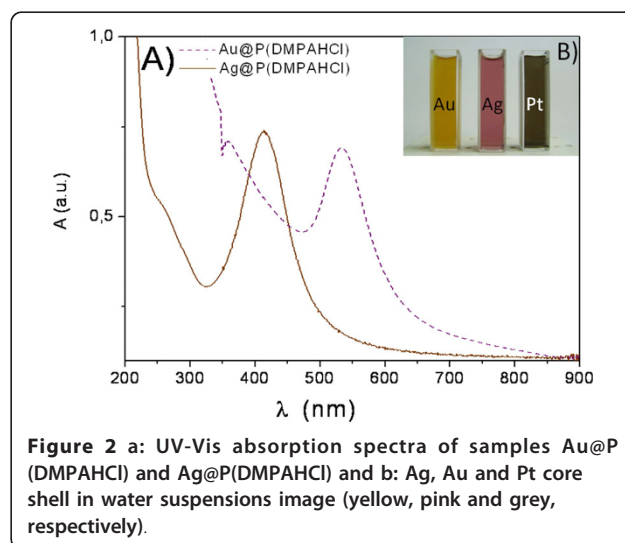 1,0
A)
Au@P(DMPAHCl)
Ag@P(DMPAHCl)
B)
Au
Ag
Pt
A (a.u.)
0,5
200 300 400 500 600 700 800 900
λ (nm)
Figure 2 a: UV-Vis absorption spectra of samples Au@P
(DMPAHCl) and Ag@P(DMPAHCl) and b: Ag, Au and Pt core
shell in water suspensions image (yellow, pink and grey,
respectively).